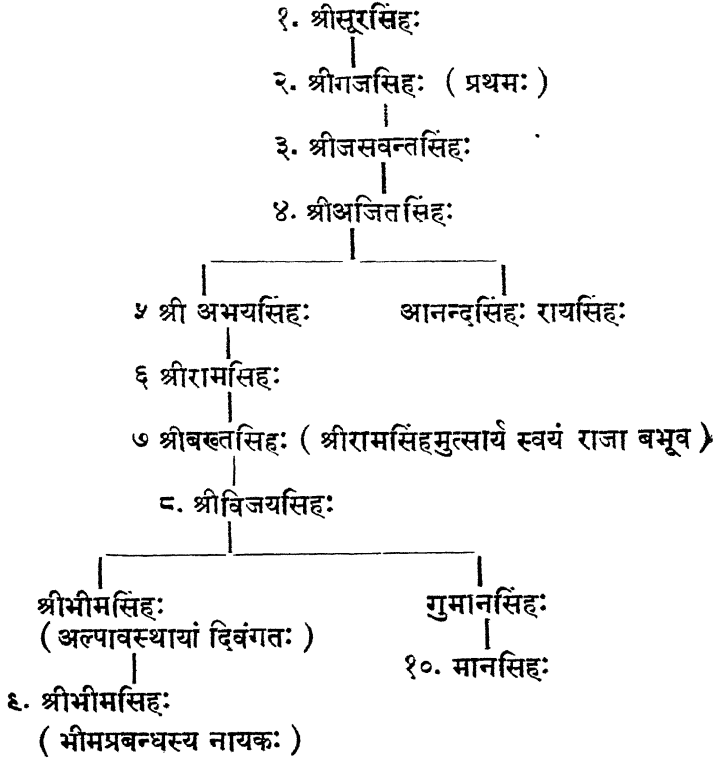 १. श्रीसूरसिंहः
२. श्रीगजसिहः ( प्रथमः )
३. श्रीजसवन्तसिंहः
४. श्रीअजितसिंहः
५ श्री अभयसिंहः आनन्दसिंहः रायसिंहः
६ श्रीरामसिंहः
७ श्रीबख्तसिहः ( श्रीरामसिंहमुत्सार्य स्वयं राजा बभूव )
८. श्रीविजयसिहः
श्रीभीमसिंहः गुमानसिंहः
( अल्पावस्थायां दिवंगतः )
१०. मानसिहः
९. श्रीभीमसिहः
( भीमप्रबन्धस्य नायकः )